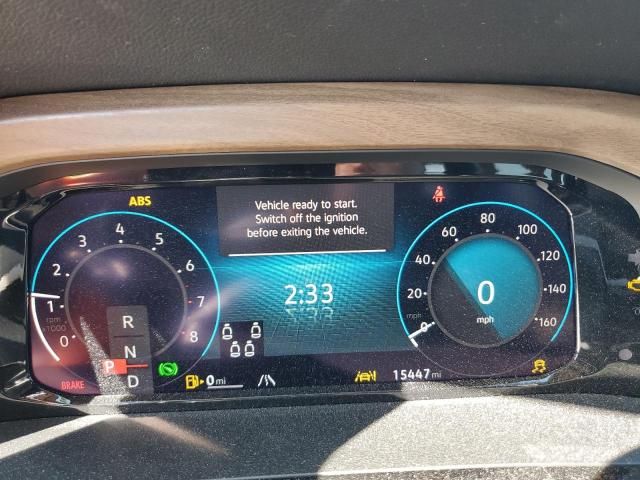 ABS
Vehicle ready to start.
Switch off the ignition
before exiting the vehicle.
0 1 2 3 4 5 6 7 8
rpm
x1000
2:33
0 20 40 60 80 100 120 140 160
mph
0
mph
R
N
P
D
BRAKE
0 mi
15447 mi